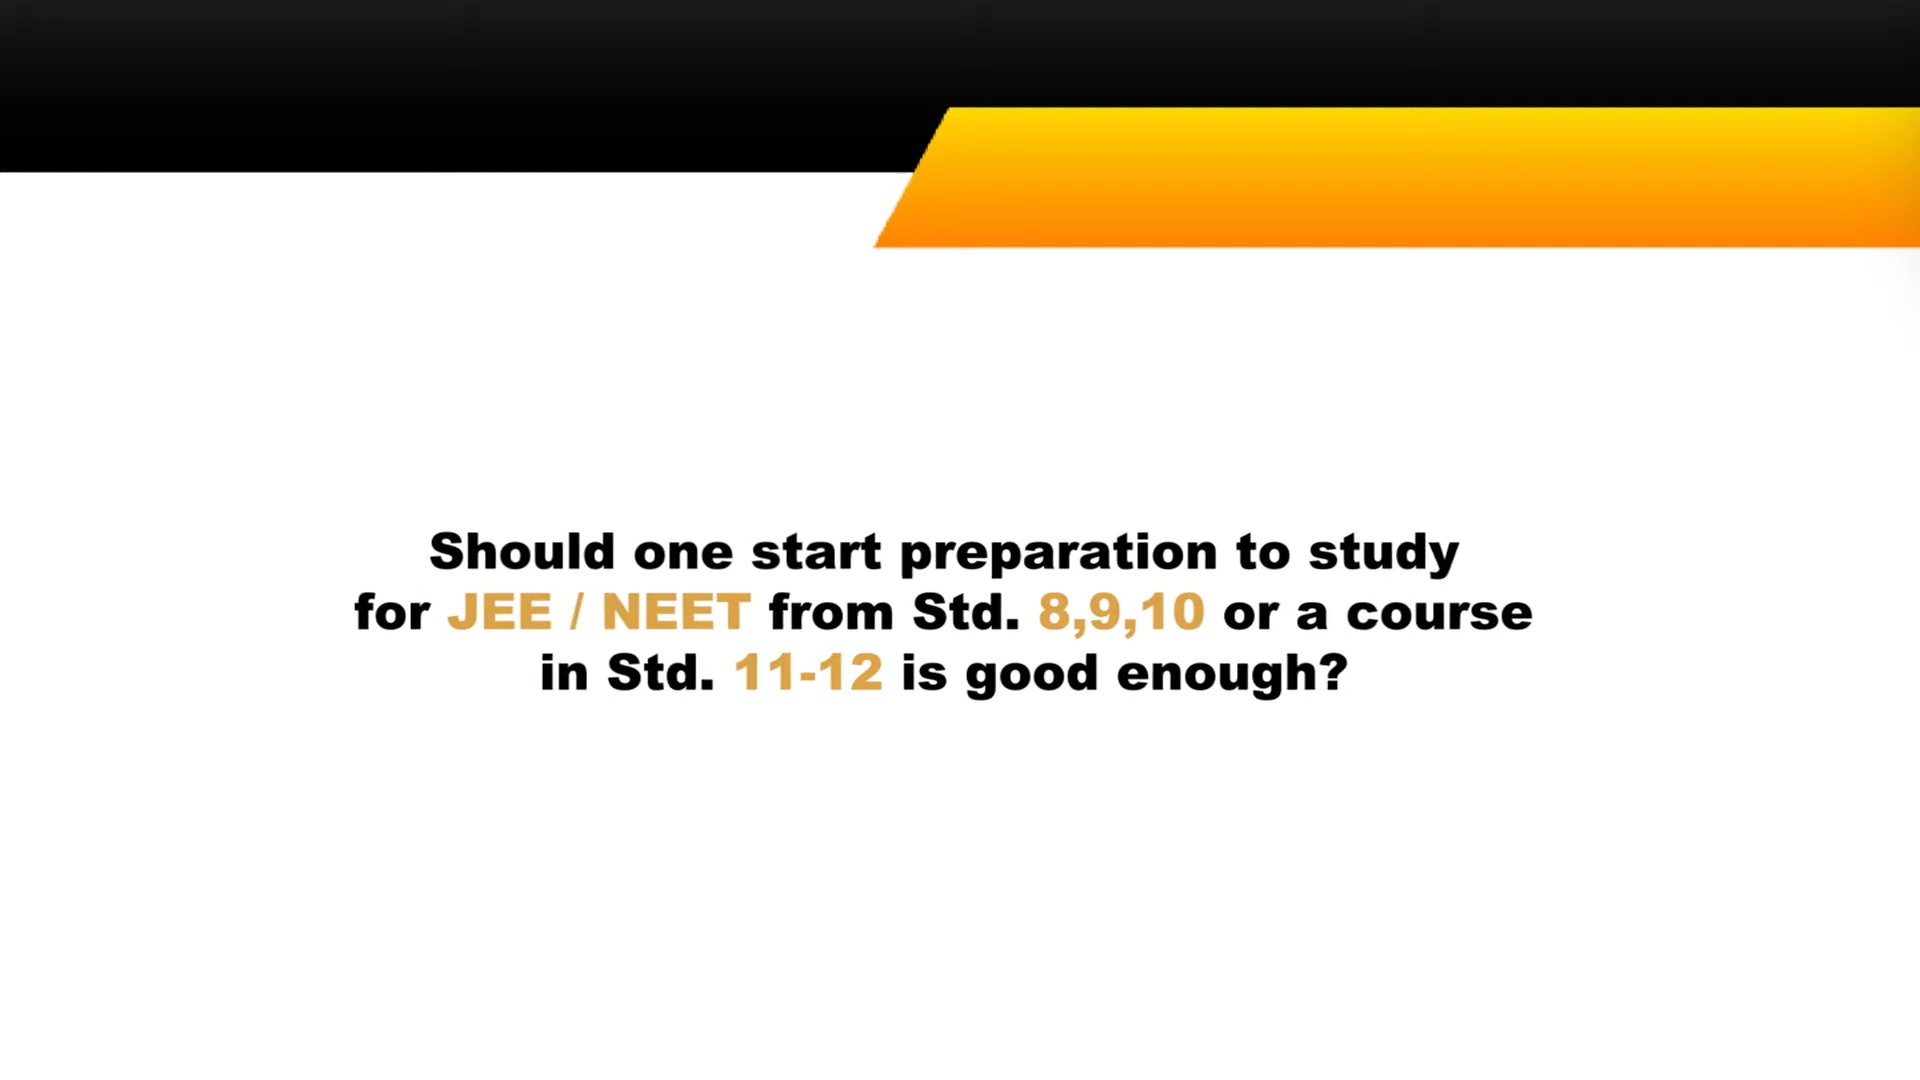 Should one start preparation to study
for JEE / NEET from Std. 8,9,10 or a course
in Std. 11-12 is good enough?